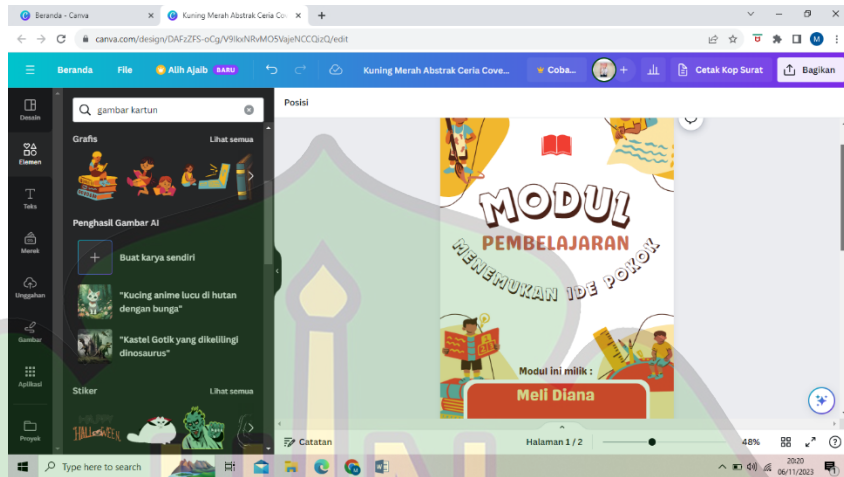 Beranda - Canva
Kuning Merah Abstrak Ceria Co
canva.com/design/DAFzZFS-oCg/V9IkxNRvMO5VajeNCCQizQ/edit
M
Beranda
File
Alih Ajaib
BARU
Kuning Merah Abstrak Ceria Cove...
Coba...
Cetak Kop Surat
Bagikan
Desain
Elemen
Teks
Merek
Unggahan
Gambar
Aplikasi
Proyek
gambar kartun
Grafis
Lihat semua
Penghasil Gambar AI
Buat karya sendiri
"Kucing anime lucu di hutan
dengan bunga"
"Kastel Gotik yang dikelilingi
dinosaurus"
Stiker
Lihat semua
HAPPY
HALLOWEEN
Posisi
MODUL
PEMBELAJARAN
MENEMUKAN IDE POKOK
Modul ini milik :
Meli Diana
Catatan
Halaman 1 / 2
48%
Type here to search
20:20
06/11/2023